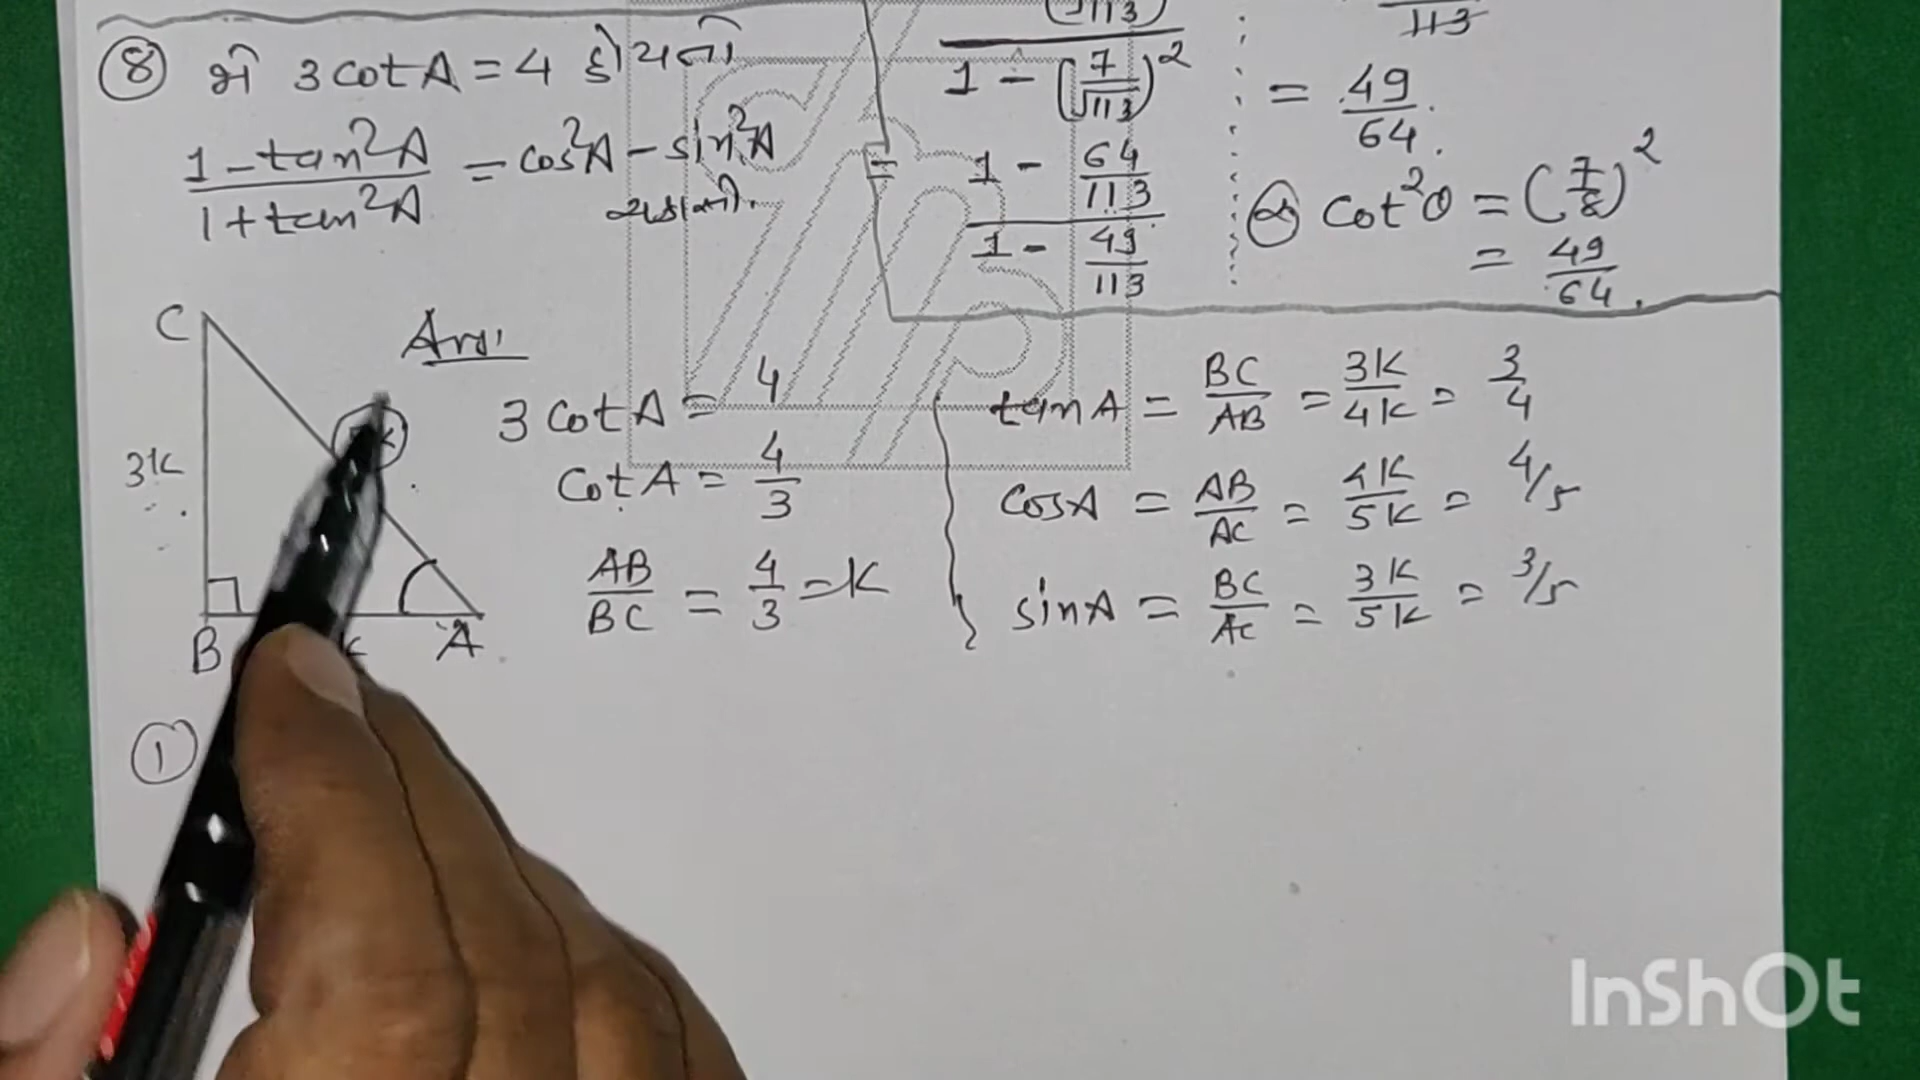 ⑧ જો 3 cot A = 4 હોય તો
1 - tan²A / 1 + tan²A = cos²A - sin²A
ચકાસો.
1 - (7/√113)²
= 1 - 64/113
1 - 49/113
113
= 49/64.
② cot²θ = (7/8)²
= 49/64.
C
3K
B
A
Ans:
3 cot A = 4
cot A = 4/3
AB/BC = 4/3 = K
tan A = BC/AB = 3K/4K = 3/4
cos A = AB/AC = 4K/5K = 4/5
sin A = BC/AC = 3K/5K = 3/5
①
InShOt